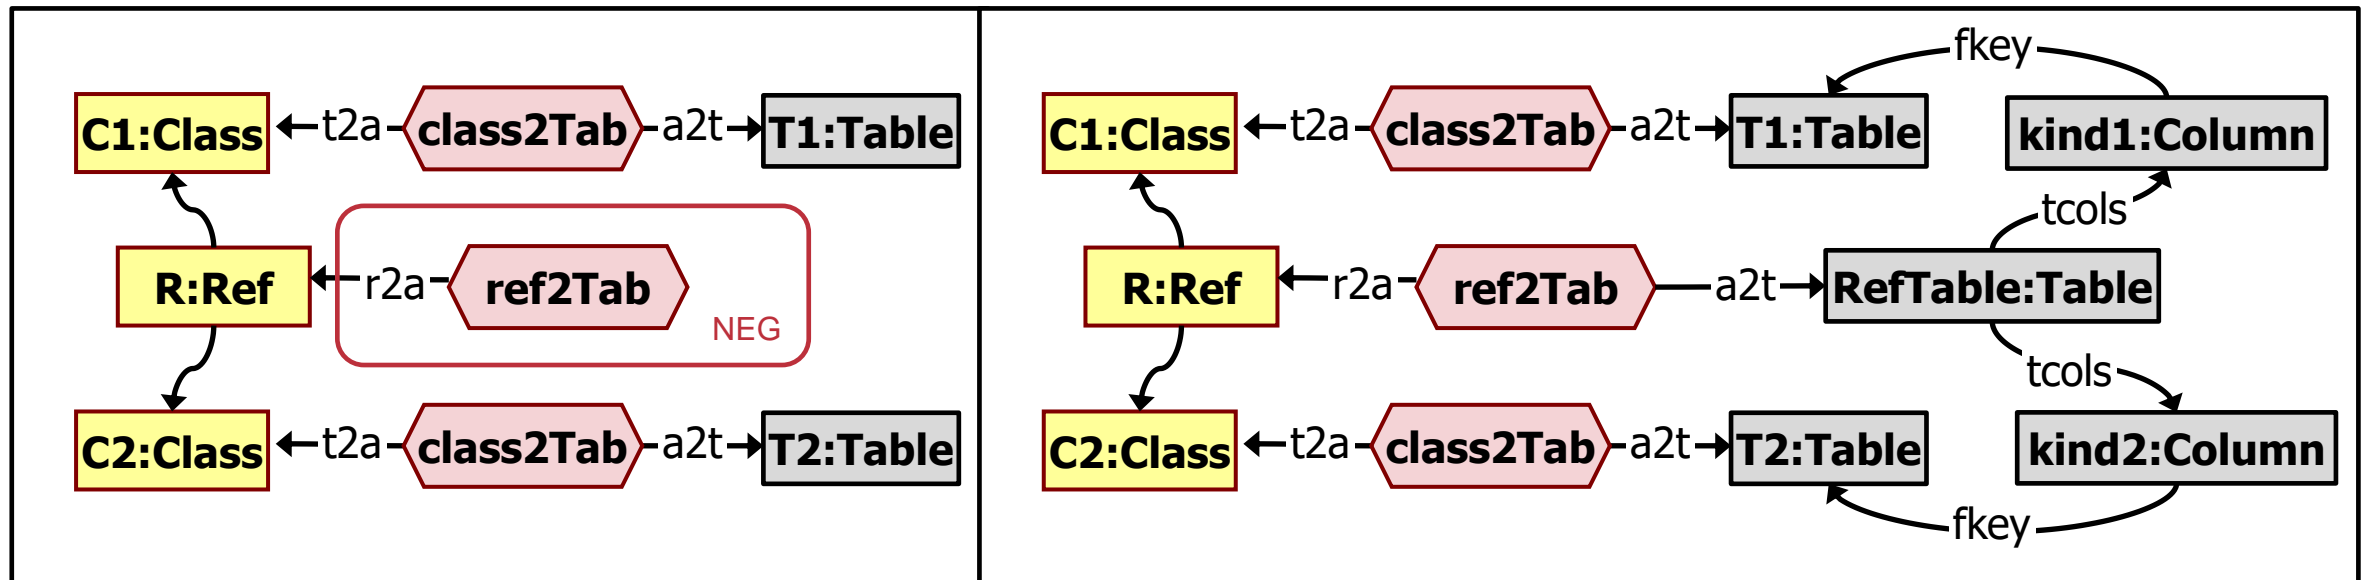 fkey
C1:Class t2a class2Tab a2t T1:Table C1:Class t2a class2Tab a2t T1:Table kind1:Column
tcols
R:Ref r2a ref2Tab R:Ref r2a ref2Tab a2t RefTable:Table
NEG
tcols
C2:Class t2a class2Tab a2t T2:Table C2:Class t2a class2Tab a2t T2:Table kind2:Column
fkey